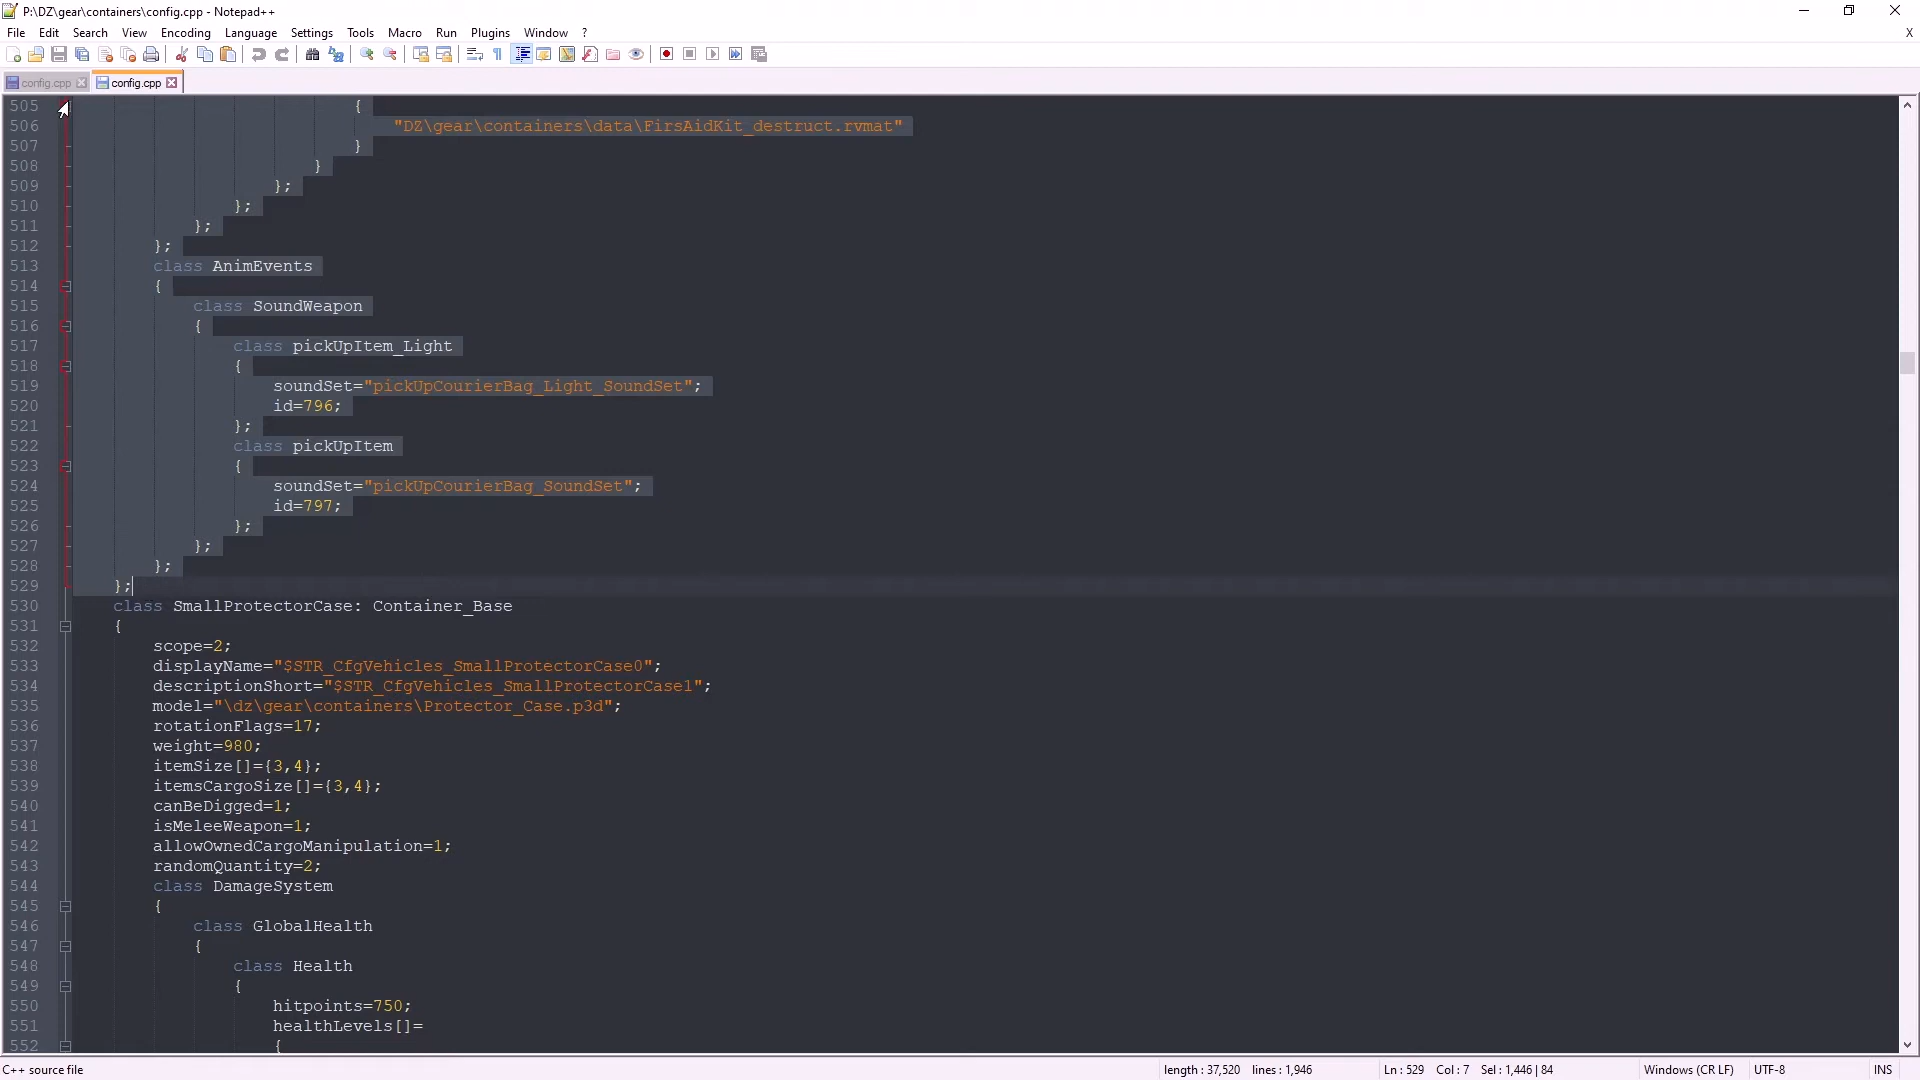 P:\DZ\gear\containers\config.cpp - Notepad++
File Edit Search View Encoding Language Settings Tools Macro Run Plugins Window ? X
config.cpp config.cpp
505 {
506 "DZ\gear\containers\data\FirsAidKit_destruct.rvmat"
507 }
508 }
509 };
510 };
511 };
512 };
513 class AnimEvents
514 {
515 class SoundWeapon
516 {
517 class pickUpItem_Light
518 {
519 soundSet="pickUpCourierBag_Light_SoundSet";
520 id=796;
521 };
522 class pickUpItem
523 {
524 soundSet="pickUpCourierBag_SoundSet";
525 id=797;
526 };
527 };
528 };
529 };
530 class SmallProtectorCase: Container_Base
531 {
532 scope=2;
533 displayName="$STR_CfgVehicles_SmallProtectorCase0";
534 descriptionShort="$STR_CfgVehicles_SmallProtectorCase1";
535 model="\dz\gear\containers\Protector_Case.p3d";
536 rotationFlags=17;
537 weight=980;
538 itemSize[]={3,4};
539 itemsCargoSize[]={3,4};
540 canBeDigged=1;
541 isMeleeWeapon=1;
542 allowOwnedCargoManipulation=1;
543 randomQuantity=2;
544 class DamageSystem
545 {
546 class GlobalHealth
547 {
548 class Health
549 {
550 hitpoints=750;
551 healthLevels[]=
552 {
C++ source file length : 37,520 lines : 1,946 Ln : 529 Col : 7 Sel : 1,446 | 84 Windows (CR LF) UTF-8 INS